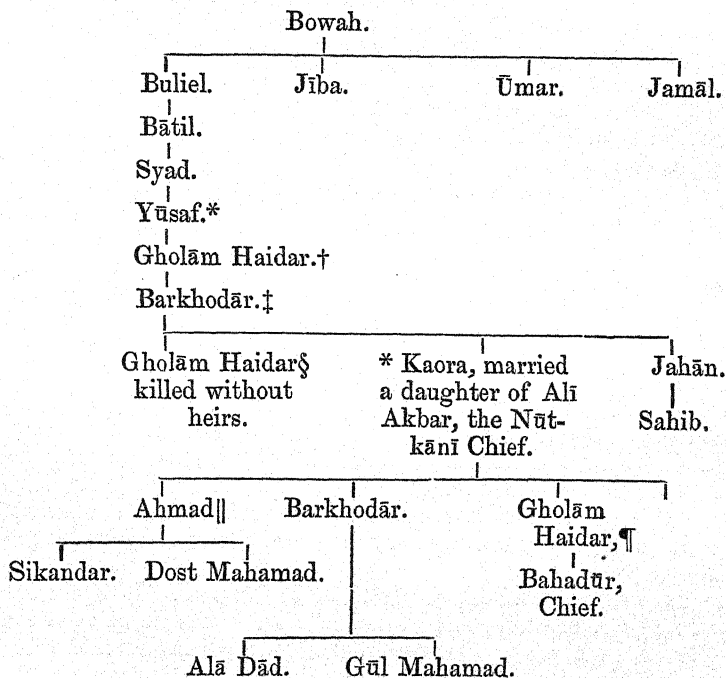 Bowah.
Buliel. Jība. Ūmar. Jamāl.
Bātil.
Syad.
Yūsaf.*
Gholām Haidar.†
Barkhodār.‡
Gholām Haidar§
killed without
heirs.
* Kaora, married
a daughter of Alī
Akbar, the Nūt-
kānī Chief.
Jahān.
Sahib.
Ahmad|| Barkhodār.
Gholām
Haidar,¶
Bahadūr,
Chief.
Sikandar. Dost Mahamad.
Alā Dād. Gūl Mahamad.